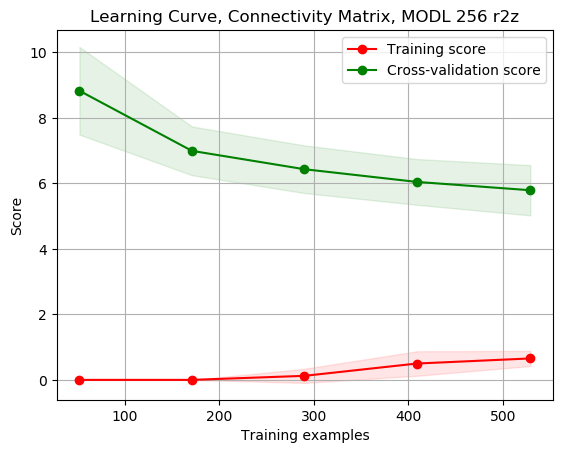 Learning Curve, Connectivity Matrix, MODL 256 r2z
Training score
Cross-validation score
10
8
6
4
2
0
Score
100
200
300
400
500
Training examples